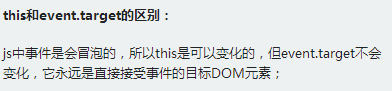 this和event.target的区别：
js中事件是会冒泡的，所以this是可以变化的，但event.target不会
变化，它永远是直接接受事件的目标DOM元素；